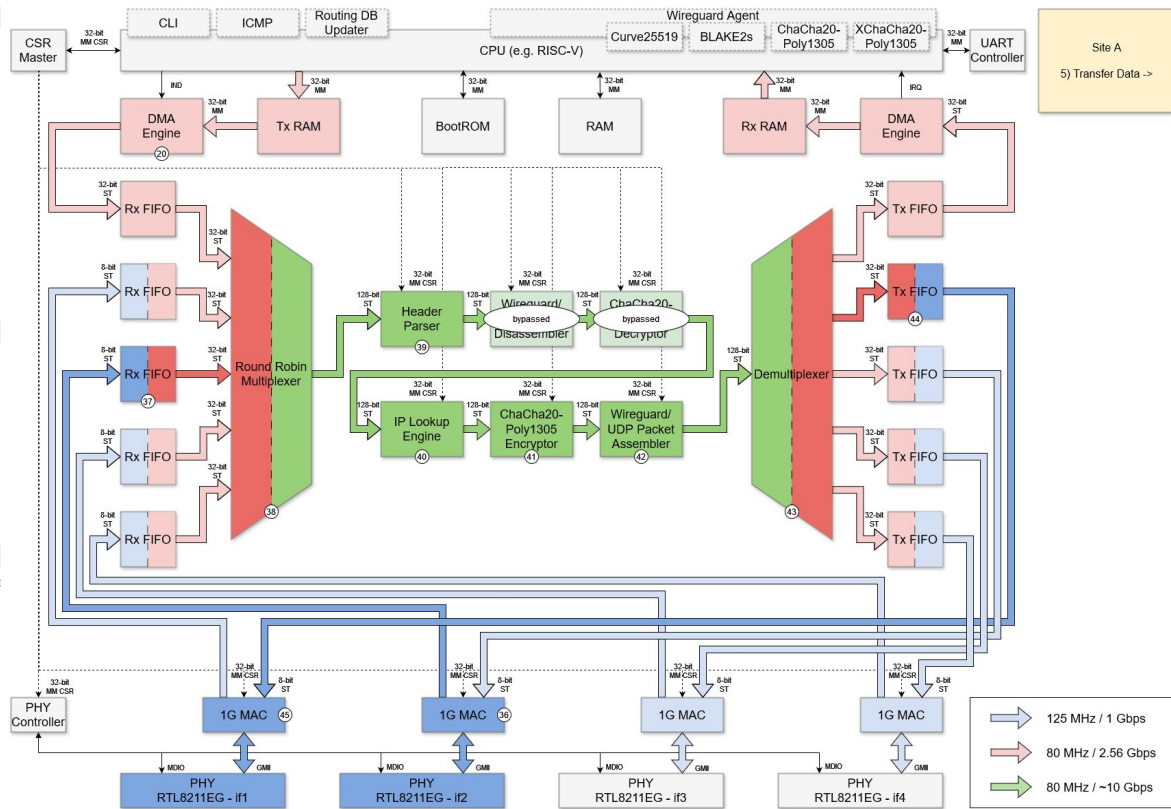 CLI
ICMP
Routing DB
Updater
Wireguard Agent
Curve25519
BLAKE2s
ChaCha20-
Poly1305
XChaCha20-
Poly1305
CSR
Master
32-bit
MM CSR
CPU (e.g. RISC-V)
32-bit
MM
UART
Controller
Site A
5) Transfer Data ->
IND
32-bit
MM
32-bit
MM
32-bit
MM
32-bit
MM
IRQ
DMA
Engine
20
32-bit
MM
Tx RAM
BootROM
RAM
Rx RAM
32-bit
MM
DMA
Engine
32-bit
ST
32-bit
ST
Rx FIFO
32-bit
ST
32-bit
ST
Tx FIFO
8-bit
ST
Rx FIFO
32-bit
ST
32-bit
ST
Tx FIFO
44
8-bit
ST
Rx FIFO
37
32-bit
ST
32-bit
ST
Tx FIFO
8-bit
ST
Rx FIFO
32-bit
ST
32-bit
ST
Tx FIFO
8-bit
ST
Rx FIFO
32-bit
ST
32-bit
ST
Tx FIFO
Round Robin
Multiplexer
38
32-bit
MM CSR
32-bit
MM CSR
32-bit
MM CSR
128-bit
ST
Header
Parser
39
128-bit
ST
Wireguard/
bypassed
Disassembler
128-bit
ST
ChaCha20-
bypassed
Decryptor
32-bit
MM CSR
32-bit
MM CSR
32-bit
MM CSR
128-bit
ST
IP Lookup
Engine
40
128-bit
ST
ChaCha20-
Poly1305
Encryptor
41
128-bit
ST
Wireguard/
UDP Packet
Assembler
42
128-bit
ST
Demultiplexer
43
32-bit
MM CSR
PHY
Controller
32-bit
MM CSR
8-bit
ST
1G MAC
45
32-bit
MM CSR
8-bit
ST
1G MAC
36
32-bit
MM CSR
8-bit
ST
1G MAC
32-bit
MM CSR
8-bit
ST
1G MAC
MDIO
GMII
MDIO
GMII
MDIO
GMII
MDIO
GMII
PHY
RTL8211EG - if1
PHY
RTL8211EG - if2
PHY
RTL8211EG - if3
PHY
RTL8211EG - if4
125 MHz / 1 Gbps
80 MHz / 2.56 Gbps
80 MHz / ~10 Gbps